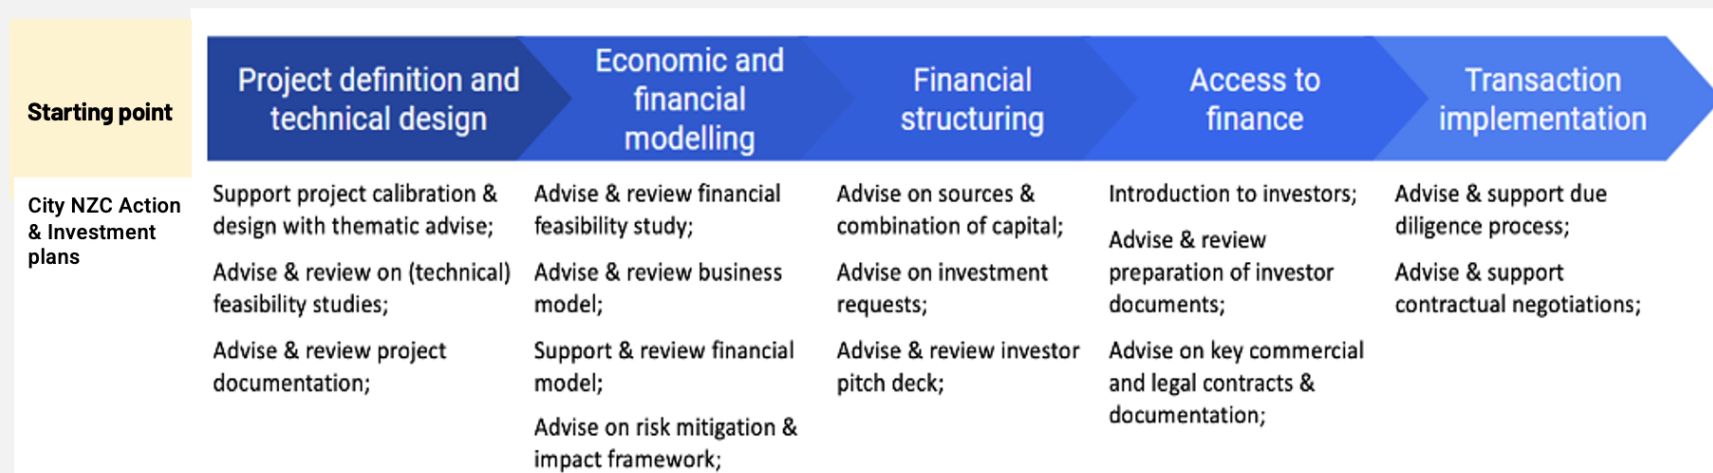 Starting point
Project definition and
technical design
Economic and
financial
modelling
Financial
structuring
Access to
finance
Transaction
implementation
City NZC Action
& Investment
plans
Support project calibration &
design with thematic advise;
Advise & review on (technical)
feasibility studies;
Advise & review project
documentation;
Advise & review financial
feasibility study;
Advise & review business
model;
Support & review financial
model;
Advise on risk mitigation &
impact framework;
Advise on sources &
combination of capital;
Advise on investment
requests;
Advise & review investor
pitch deck;
Introduction to investors;
Advise & review
preparation of investor
documents;
Advise on key commercial
and legal contracts &
documentation;
Advise & support due
diligence process;
Advise & support
contractual negotiations;